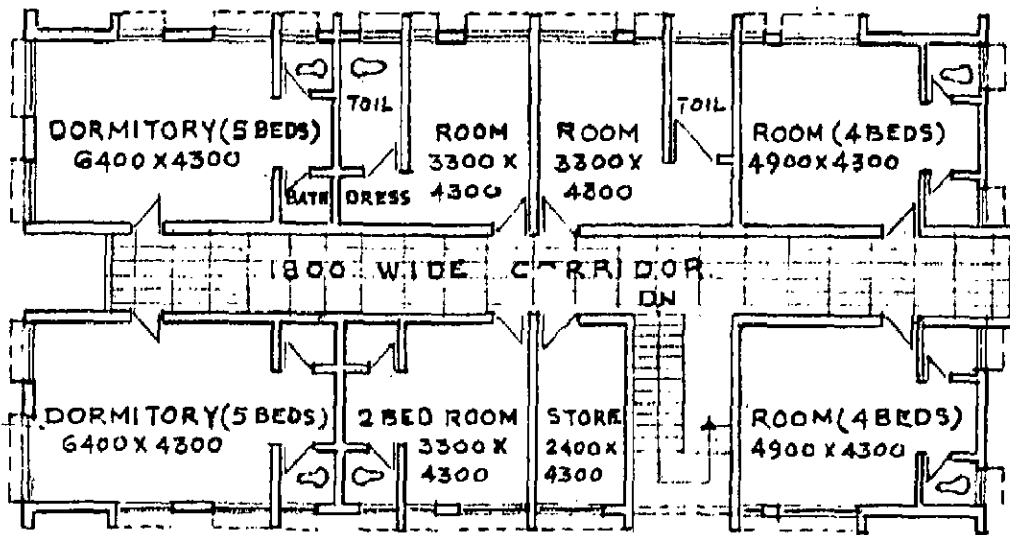 DORMITORY (5 BEDS)
6400 X 4300
TOIL
BATH
DRESS
ROOM
3300 X
4300
ROOM
3300 X
4300
TOIL
ROOM (4 BEDS)
4900 X 4300
1800 WIDE CORRIDOR
DN
DORMITORY (5 BEDS)
6400 X 4300
2 BED ROOM
3300 X
4300
STORE
2400 X
4300
ROOM (4 BEDS)
4900 X 4300